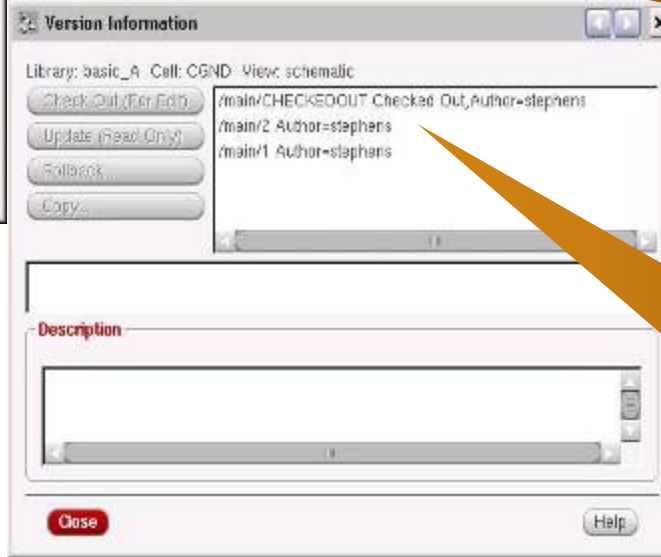 Version Information
Library: basic_A Cell: CGND View: schematic
Check Out (For Edit)
Update (Read Only)
Rollback...
Copy...
/main/CHECKEDOUT Checked Out,Author=stephens
/main/2 Author=stephens
/main/1 Author=stephens
Description
Close
Help